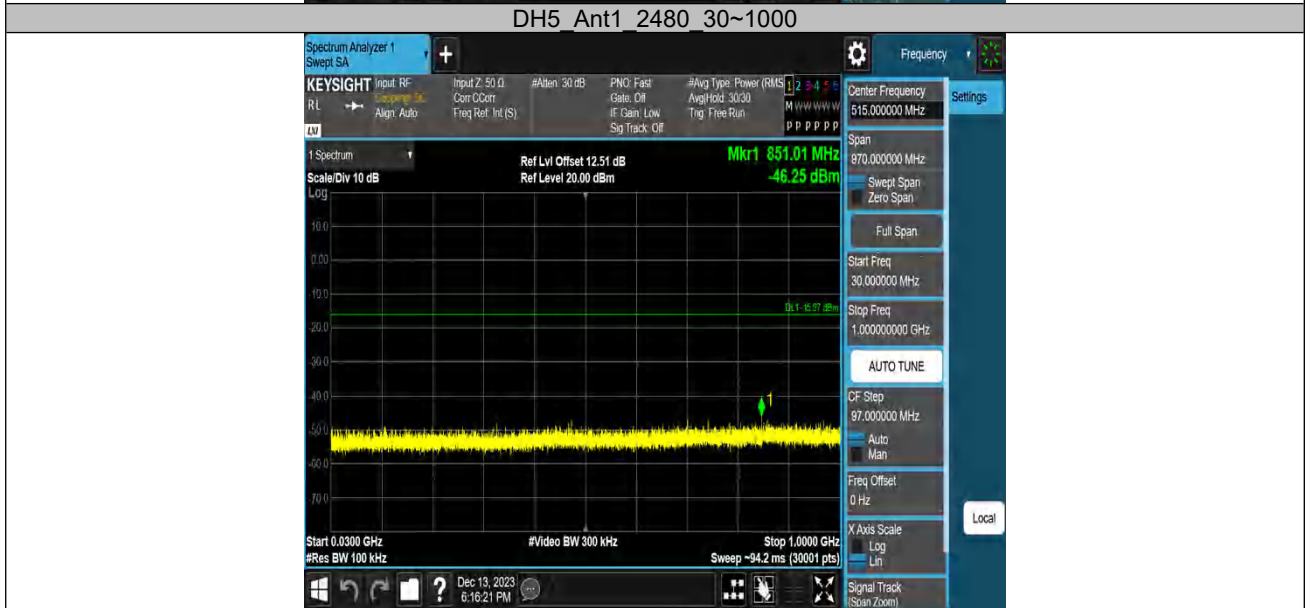 DH5_Ant1_2480_30~1000
Spectrum Analyzer 1
Swept SA
+
Frequency
KEYSIGHT
RL
LXI
Input: RF
Coupling: DC
Align: Auto
Input Z: 50 Ω
Corr CCorr
Freq Ref: Int (S)
#Atten: 30 dB
PNO: Fast
Gate: Off
IF Gain: Low
Sig Track: Off
#Avg Type: Power (RMS
Avg|Hold: 30/30
Trig: Free Run
1 2 3 4 5 6
M W W W W W
P P P P P P
1 Spectrum
Scale/Div 10 dB
Log
Ref Lvl Offset 12.51 dB
Ref Level 20.00 dBm
Mkr1 851.01 MHz
-46.25 dBm
10.0
0.00
-10.0
DL1 -15.97 dBm
-20.0
-30.0
-40.0
1
-50.0
-60.0
-70.0
Start 0.0300 GHz
#Res BW 100 kHz
#Video BW 300 kHz
Stop 1.0000 GHz
Sweep ~94.2 ms (30001 pts)
Center Frequency
515.000000 MHz
Settings
Span
970.000000 MHz
Swept Span
Zero Span
Full Span
Start Freq
30.000000 MHz
Stop Freq
1.000000000 GHz
AUTO TUNE
CF Step
97.000000 MHz
Auto
Man
Freq Offset
0 Hz
X Axis Scale
Log
Lin
Local
Signal Track
(Span Zoom)
?
Dec 13, 2023
6:16:21 PM